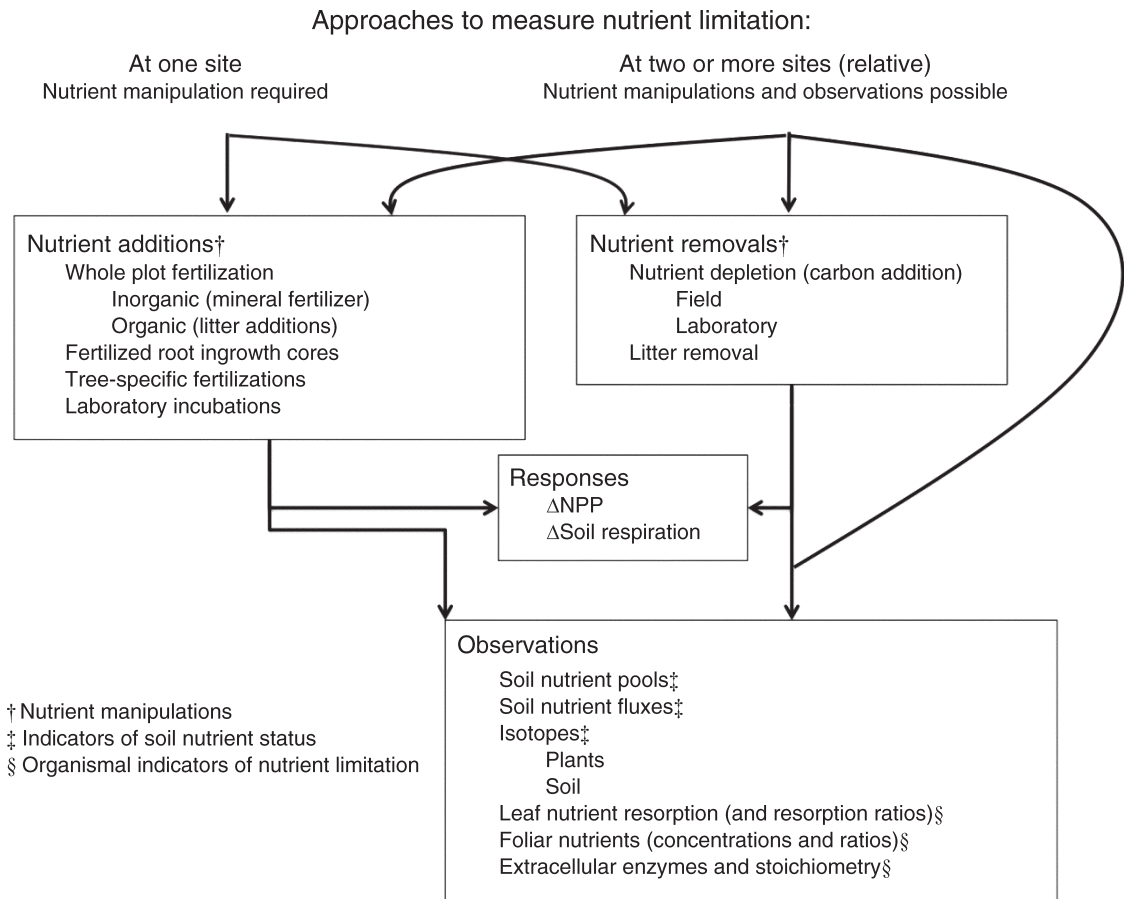 Approaches to measure nutrient limitation:
At one site
Nutrient manipulation required
At two or more sites (relative)
Nutrient manipulations and observations possible
Nutrient additions†
Whole plot fertilization
Inorganic (mineral fertilizer)
Organic (litter additions)
Fertilized root ingrowth cores
Tree-specific fertilizations
Laboratory incubations
Nutrient removals†
Nutrient depletion (carbon addition)
Field
Laboratory
Litter removal
Responses
ΔNPP
ΔSoil respiration
Observations
Soil nutrient pools‡
Soil nutrient fluxes‡
Isotopes‡
Plants
Soil
Leaf nutrient resorption (and resorption ratios)§
Foliar nutrients (concentrations and ratios)§
Extracellular enzymes and stoichiometry§
† Nutrient manipulations
‡ Indicators of soil nutrient status
§ Organismal indicators of nutrient limitation